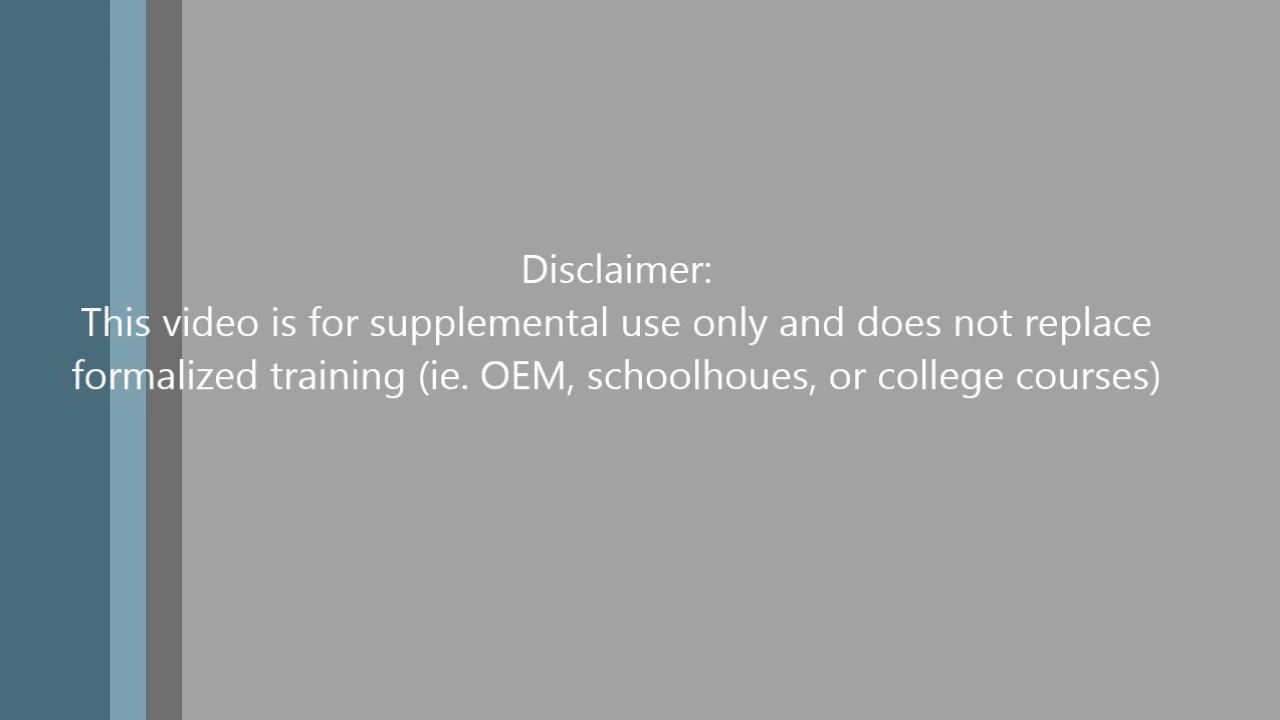 Disclaimer:
This video is for supplemental use only and does not replace
formalized training (ie. OEM, schoolhoues, or college courses)